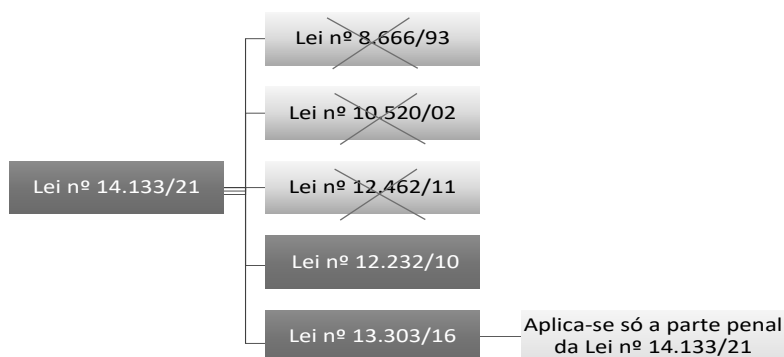 Lei nº 8.666/93
Lei nº 10.520/02
Lei nº 14.133/21
Lei nº 12.462/11
Lei nº 12.232/10
Lei nº 13.303/16
Aplica-se só a parte penal
da Lei nº 14.133/21